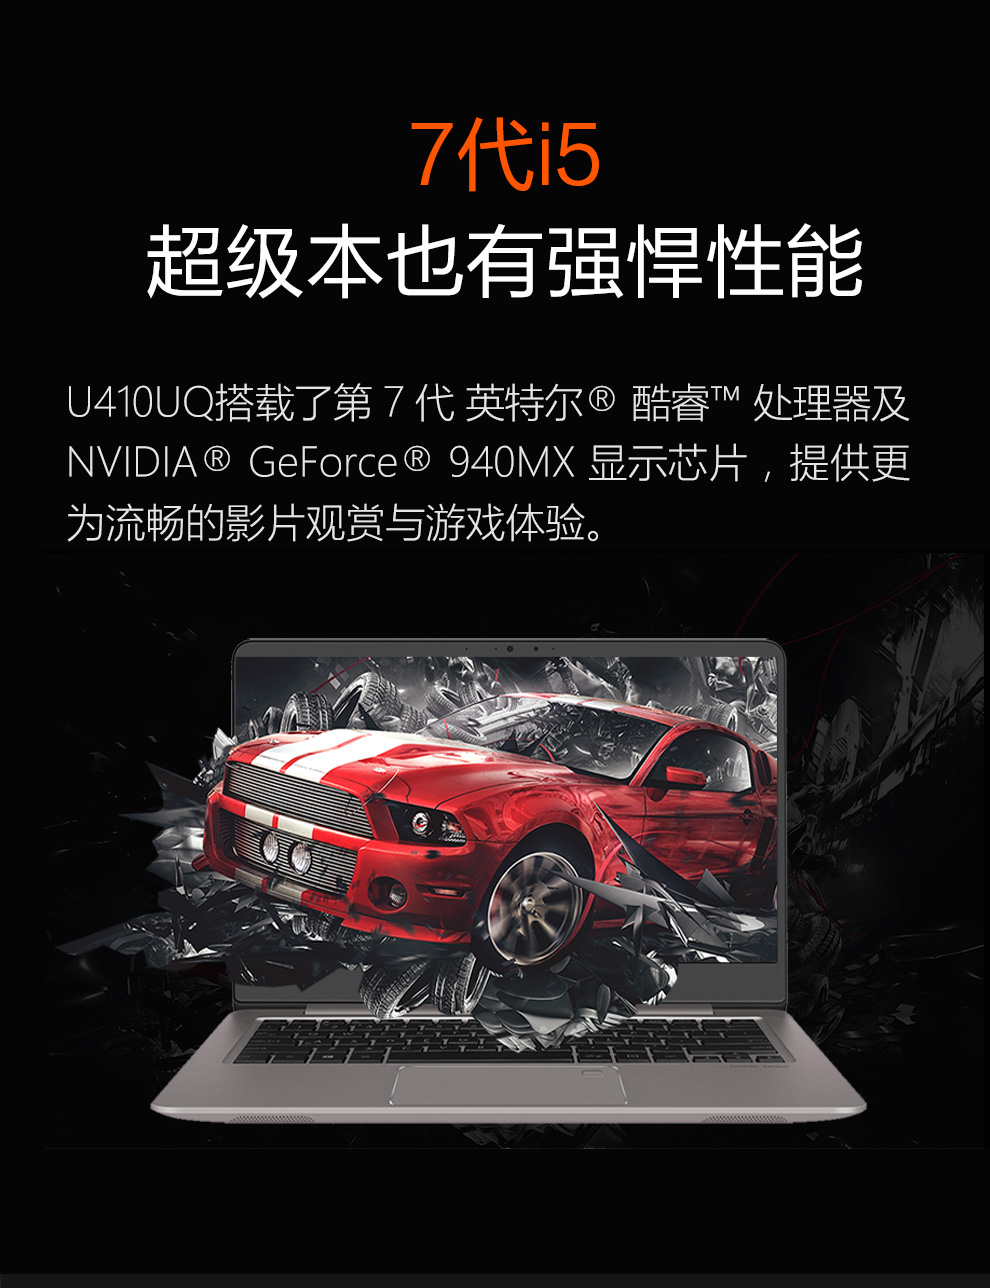 7代i5
超级本也有强悍性能
U410UQ搭载了第 7 代 英特尔® 酷睿™ 处理器及
NVIDIA® GeForce® 940MX 显示芯片，提供更
为流畅的影片观赏与游戏体验。